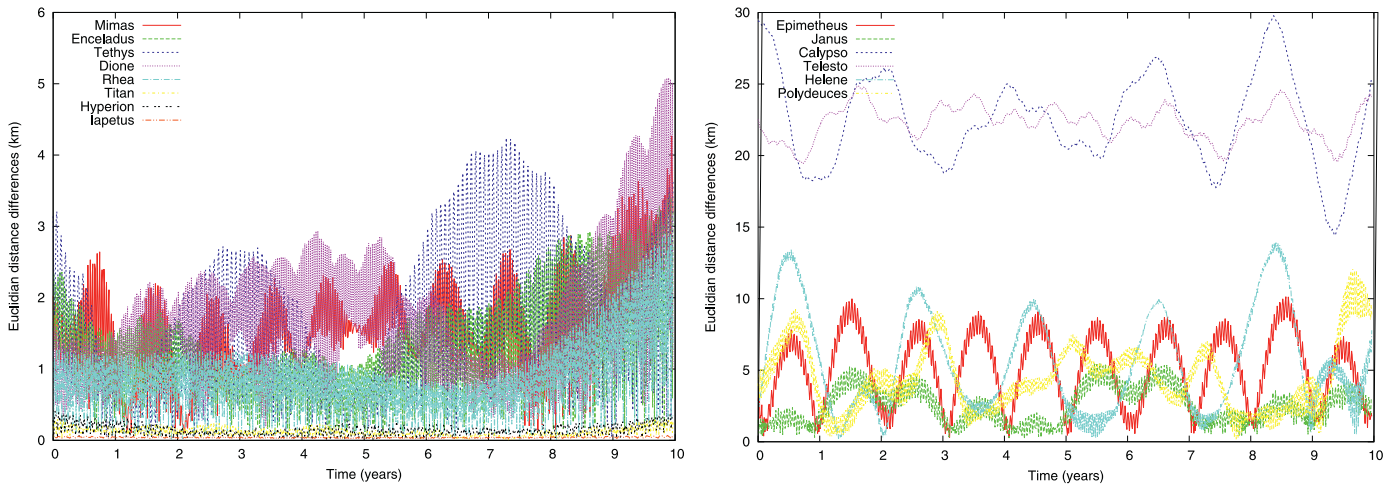 Euclidian distance differences (km)
6
5
4
3
2
1
0
Mimas
Enceladus
Tethys
Dione
Rhea
Titan
Hyperion
Iapetus
0 1 2 3 4 5 6 7 8 9 10
Time (years)
Euclidian distance differences (km)
30
25
20
15
10
5
0
Epimetheus
Janus
Calypso
Telesto
Helene
Polydeuces
0 1 2 3 4 5 6 7 8 9 10
Time (years)